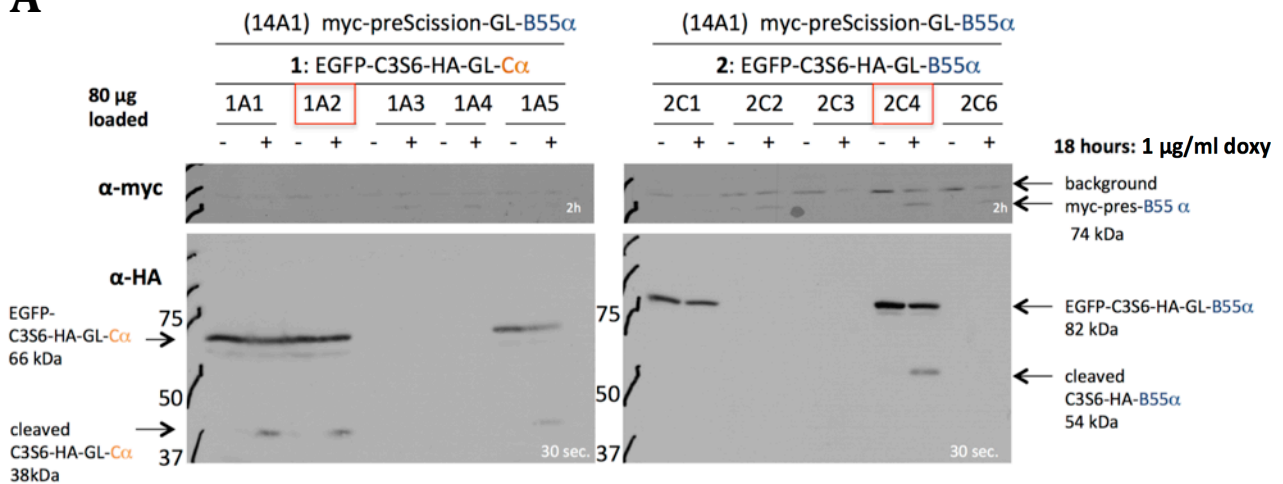 A
(14A1) myc-preScission-GL-B55α
1: EGFP-C3S6-HA-GL-Cα
80 µg
loaded
1A1 1A2 1A3 1A4 1A5
- + - + - + - + - +
(14A1) myc-preScission-GL-B55α
2: EGFP-C3S6-HA-GL-B55α
2C1 2C2 2C3 2C4 2C6
- + - + - + - + - +
18 hours: 1 µg/ml doxy
α-myc
2h
2h
background
myc-pres-B55 α
74 kDa
α-HA
EGFP-
C3S6-HA-GL-Cα
66 kDa
cleaved
C3S6-HA-GL-Cα
38kDa
75
50
37
30 sec.
75
50
37
30 sec.
EGFP-C3S6-HA-GL-B55α
82 kDa
cleaved
C3S6-HA-B55α
54 kDa